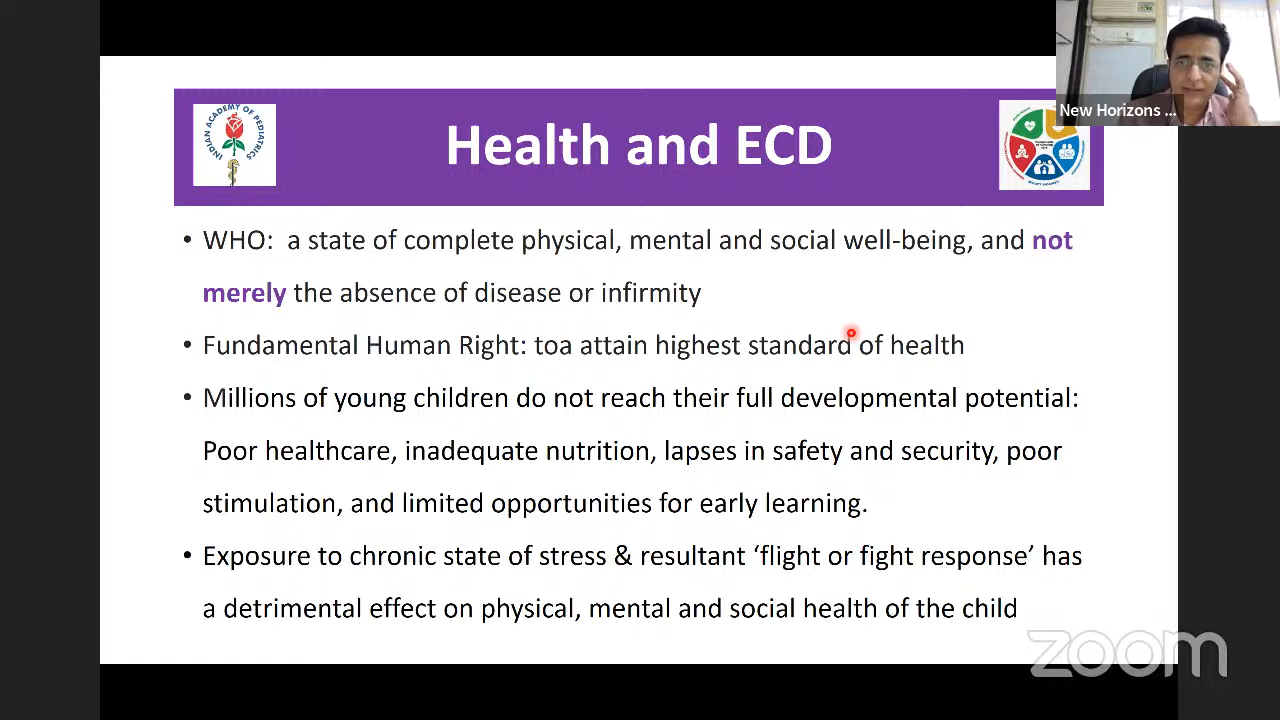 INDIAN ACADEMY OF PEDIATRICS
Health and ECD
New Horizons ...
• WHO:  a state of complete physical, mental and social well-being, and not
merely the absence of disease or infirmity
• Fundamental Human Right: toa attain highest standard of health
• Millions of young children do not reach their full developmental potential:
Poor healthcare, inadequate nutrition, lapses in safety and security, poor
stimulation, and limited opportunities for early learning.
• Exposure to chronic state of stress & resultant ‘flight or fight response’ has
a detrimental effect on physical, mental and social health of the child
zoom